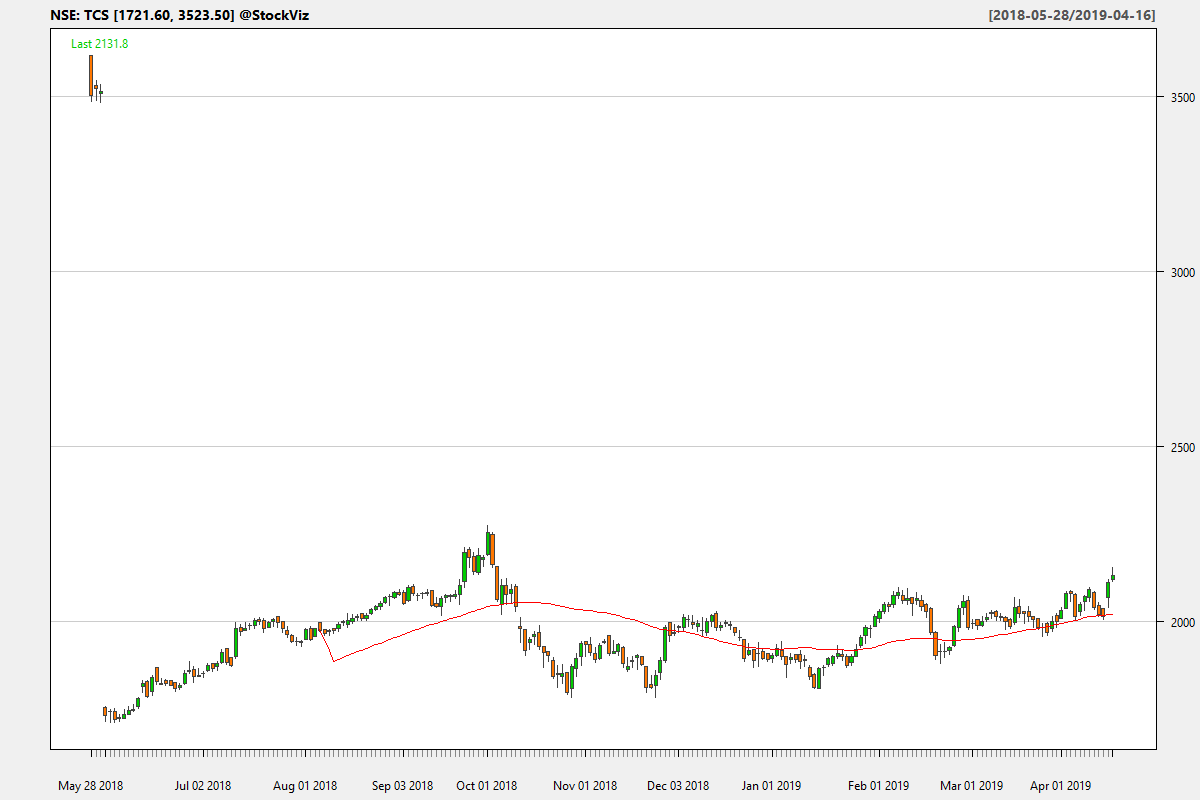 NSE: TCS [1721.60, 3523.50] @StockViz [2018-05-28/2019-04-16]
Last 2131.8
3500
3000
2500
2000
May 28 2018 Jul 02 2018 Aug 01 2018 Sep 03 2018 Oct 01 2018 Nov 01 2018 Dec 03 2018 Jan 01 2019 Feb 01 2019 Mar 01 2019 Apr 01 2019